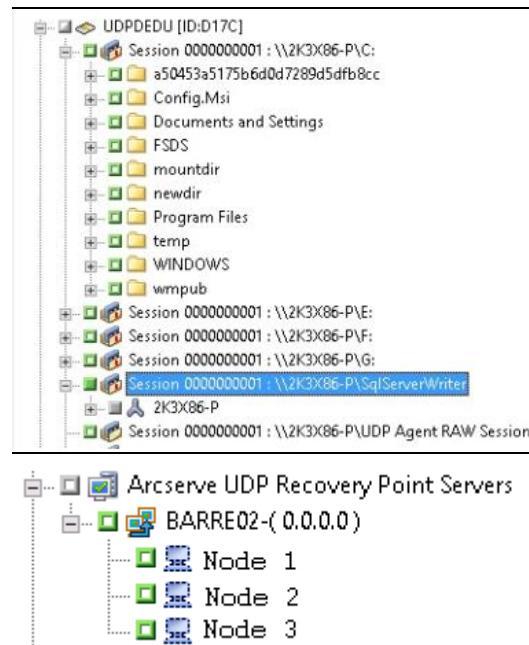 UDPDEDU [ID:D17C]
Session 0000000001 : \\2K3X86-P\C:
a50453a5175b6d0d7289d5dfb8cc
Config.Msi
Documents and Settings
FSDS
mountdir
newdir
Program Files
temp
WINDOWS
wmpub
Session 0000000001 : \\2K3X86-P\E:
Session 0000000001 : \\2K3X86-P\F:
Session 0000000001 : \\2K3X86-P\G:
Session 0000000001 : \\2K3X86-P\SqlServerWriter
2K3X86-P
Session 0000000001 : \\2K3X86-P\UDP Agent RAW Session
Arcserve UDP Recovery Point Servers
BARRE02-( 0.0.0.0 )
Node 1
Node 2
Node 3